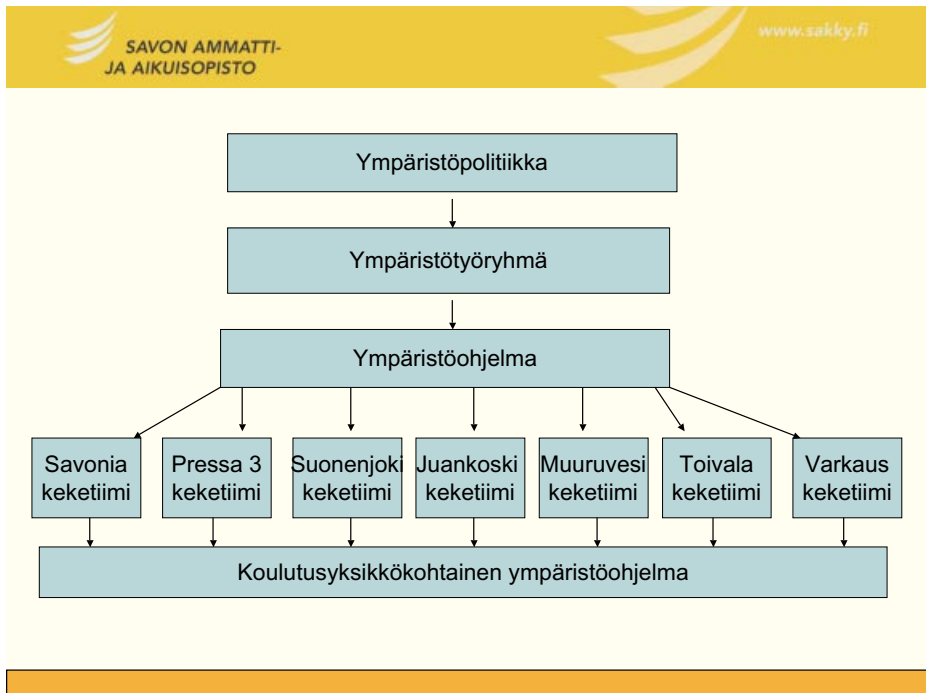 SAVON AMMATTI-
JA AIKUISOPISTO
www.sakky.fi
Ympäristöpolitiikka
Ympäristötyöryhmä
Ympäristöohjelma
Savonia
keketiimi
Pressa 3
keketiimi
Suonenjoki
keketiimi
Juankoski
keketiimi
Muuruvesi
keketiimi
Toivala
keketiimi
Varkaus
keketiimi
Koulutusyksikkökohtainen ympäristöohjelma